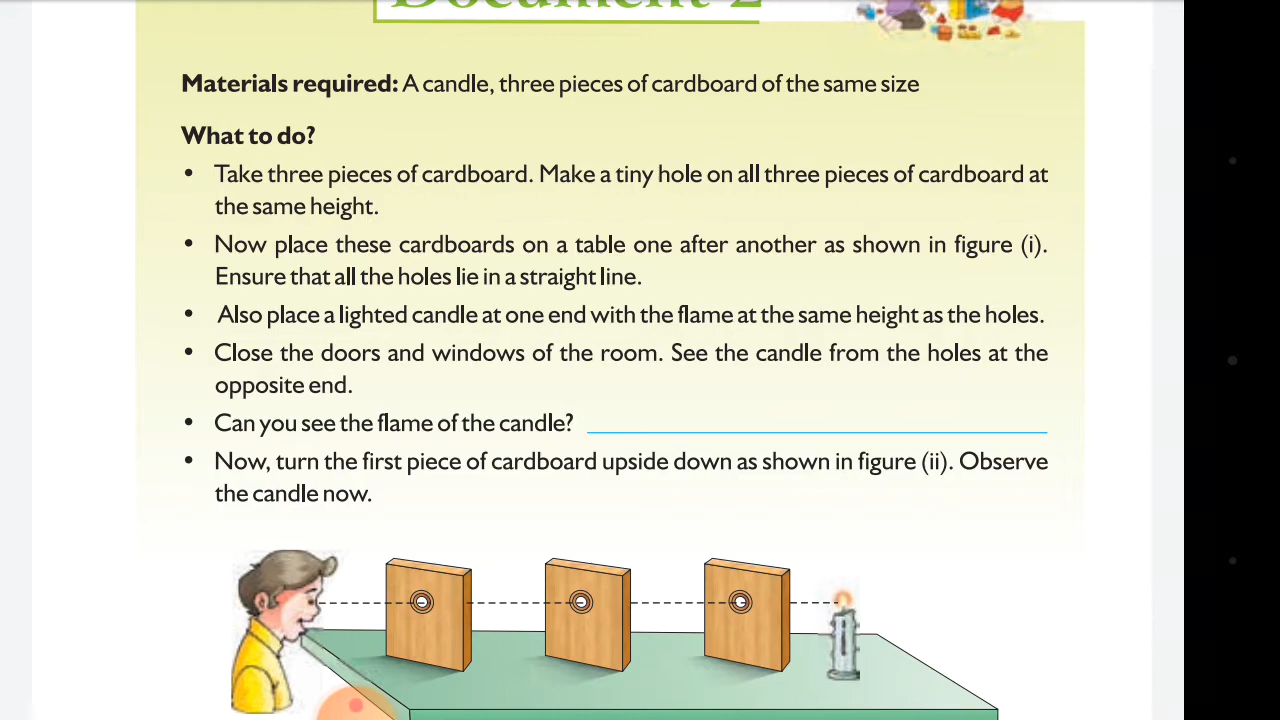 Document 2
Materials required: A candle, three pieces of cardboard of the same size
What to do?
• Take three pieces of cardboard. Make a tiny hole on all three pieces of cardboard at
the same height.
• Now place these cardboards on a table one after another as shown in figure (i).
Ensure that all the holes lie in a straight line.
• Also place a lighted candle at one end with the flame at the same height as the holes.
• Close the doors and windows of the room. See the candle from the holes at the
opposite end.
• Can you see the flame of the candle?
• Now, turn the first piece of cardboard upside down as shown in figure (ii). Observe
the candle now.